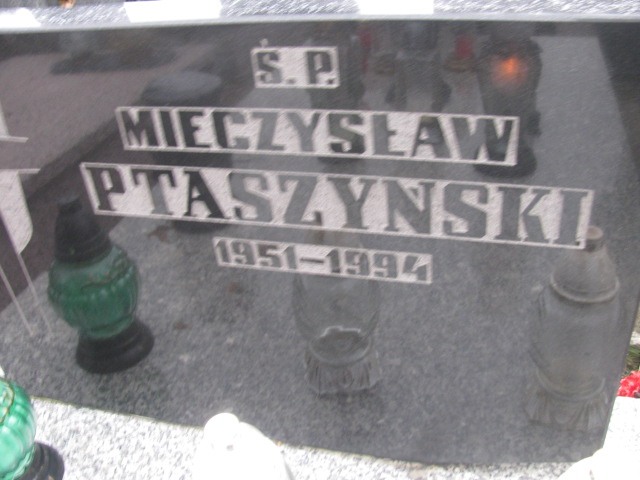 Ś.P.
MIECZYSŁAW
PTASZYNSKI
1951-1994